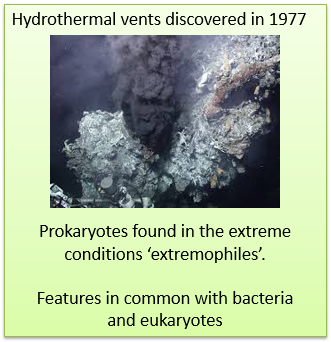 Hydrothermal vents discovered in 1977
Prokaryotes found in the extreme
conditions ‘extremophiles’.
Features in common with bacteria
and eukaryotes